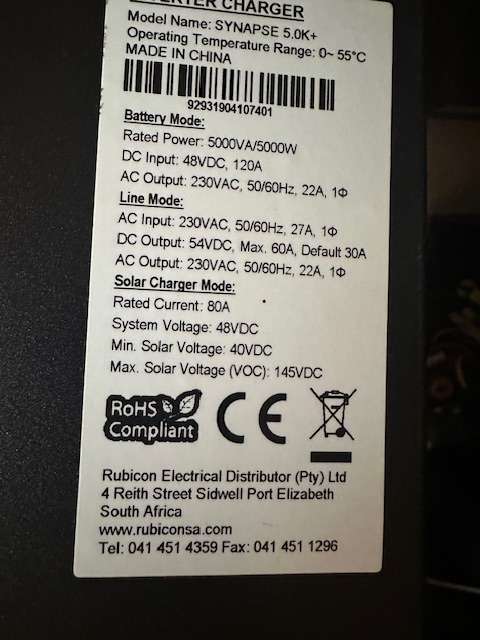 INVERTER CHARGER
Model Name: SYNAPSE 5.0K+
Operating Temperature Range: 0~ 55°C
MADE IN CHINA
92931904107401
Battery Mode:
Rated Power: 5000VA/5000W
DC Input: 48VDC, 120A
AC Output: 230VAC, 50/60Hz, 22A, 1Φ
Line Mode:
AC Input: 230VAC, 50/60Hz, 27A, 1Φ
DC Output: 54VDC, Max. 60A, Default 30A
AC Output: 230VAC, 50/60Hz, 22A, 1Φ
Solar Charger Mode:
Rated Current: 80A
System Voltage: 48VDC
Min. Solar Voltage: 40VDC
Max. Solar Voltage (VOC): 145VDC
RoHS
Compliant
CE
Rubicon Electrical Distributor (Pty) Ltd
4 Reith Street Sidwell Port Elizabeth
South Africa
www.rubiconsa.com
Tel: 041 451 4359 Fax: 041 451 1296